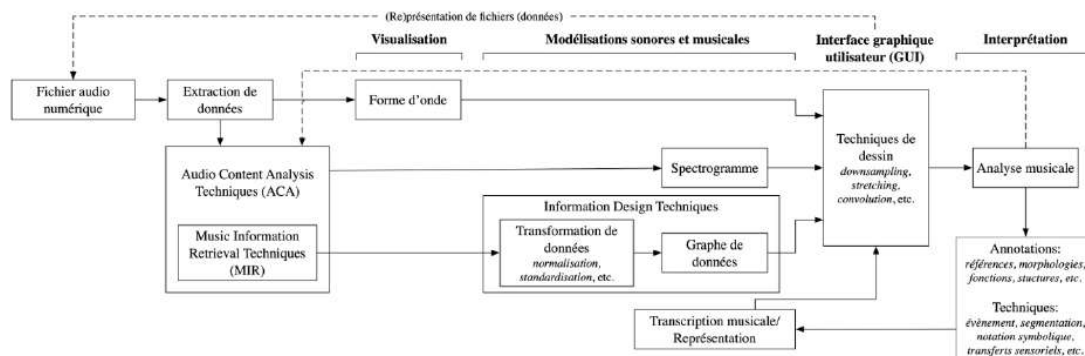 (Re)présentation de fichiers (données)
Visualisation
Modélisations sonores et musicales
Interface graphique
utilisateur (GUI)
Interprétation
Fichier audio
numérique
Extraction de
données
Forme d'onde
Techniques de
dessin
downsampling,
stretching,
convolution, etc.
Audio Content Analysis
Techniques (ACA)
Spectrogramme
Analyse musicale
Information Design Techniques
Music Information
Retrieval Techniques
(MIR)
Transformation de
données
normalisation,
standardisation, etc.
Graphe de
données
Annotations:
références, morphologies,
fonctions, stuctures, etc.
Techniques:
évènement, segmentation,
notation symbolique,
transferts sensoriels, etc.
Transcription musicale/
Représentation